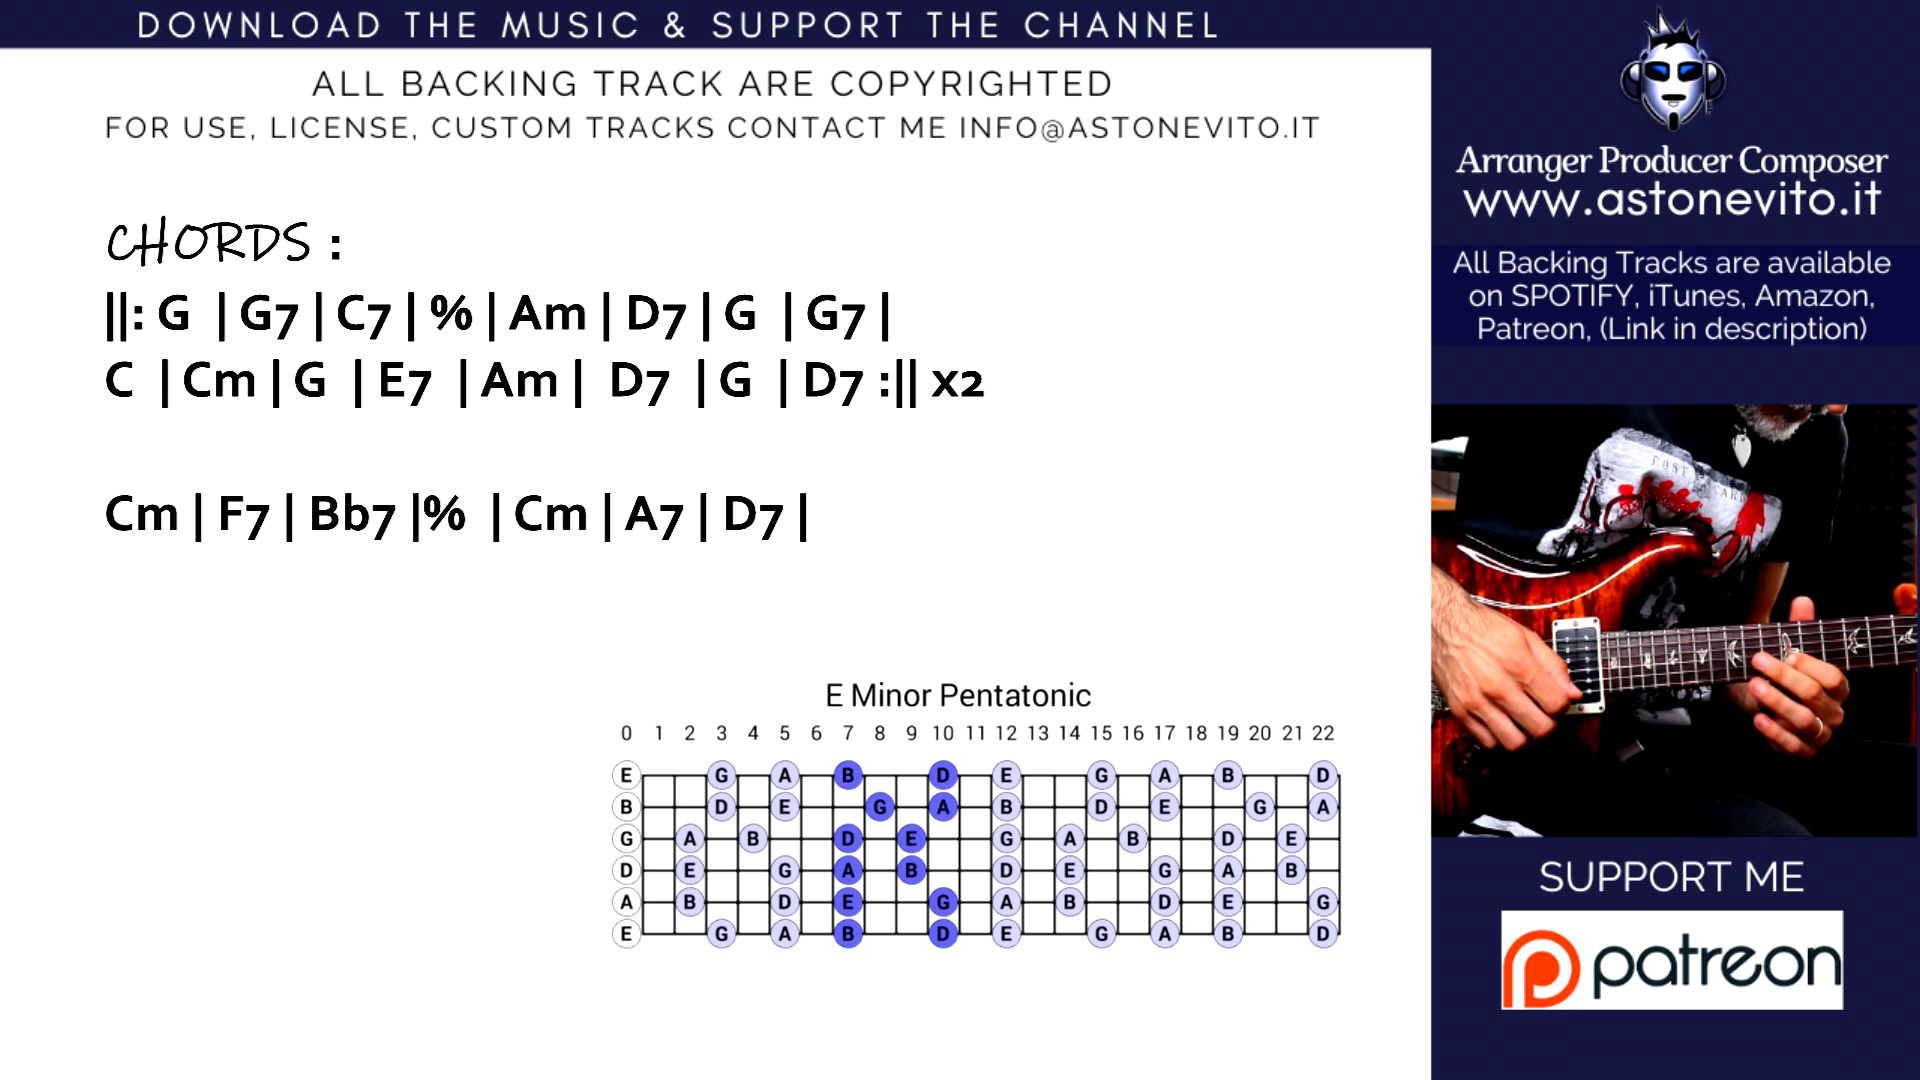 DOWNLOAD THE MUSIC & SUPPORT THE CHANNEL
ALL BACKING TRACK ARE COPYRIGHTED
FOR USE, LICENSE, CUSTOM TRACKS CONTACT ME INFO@ASTONEVITO.IT
CHORDS :
||: G | G7 | C7 | % | Am | D7 | G | G7 |
C | Cm | G | E7 | Am | D7 | G | D7 :|| x2
Cm | F7 | Bb7 |% | Cm | A7 | D7 |
E Minor Pentatonic
0 1 2 3 4 5 6 7 8 9 10 11 12 13 14 15 16 17 18 19 20 21 22
E G A B D E G A B D
B D E G A B D E G A
G A B D E G A B D E
D E G A B D E G A B
A B D E G A B D E G
E G A B D E G A B D
Arranger Producer Composer
www.astonevito.it
All Backing Tracks are available
on SPOTIFY, iTunes, Amazon,
Patreon, (Link in description)
SUPPORT ME
patreon